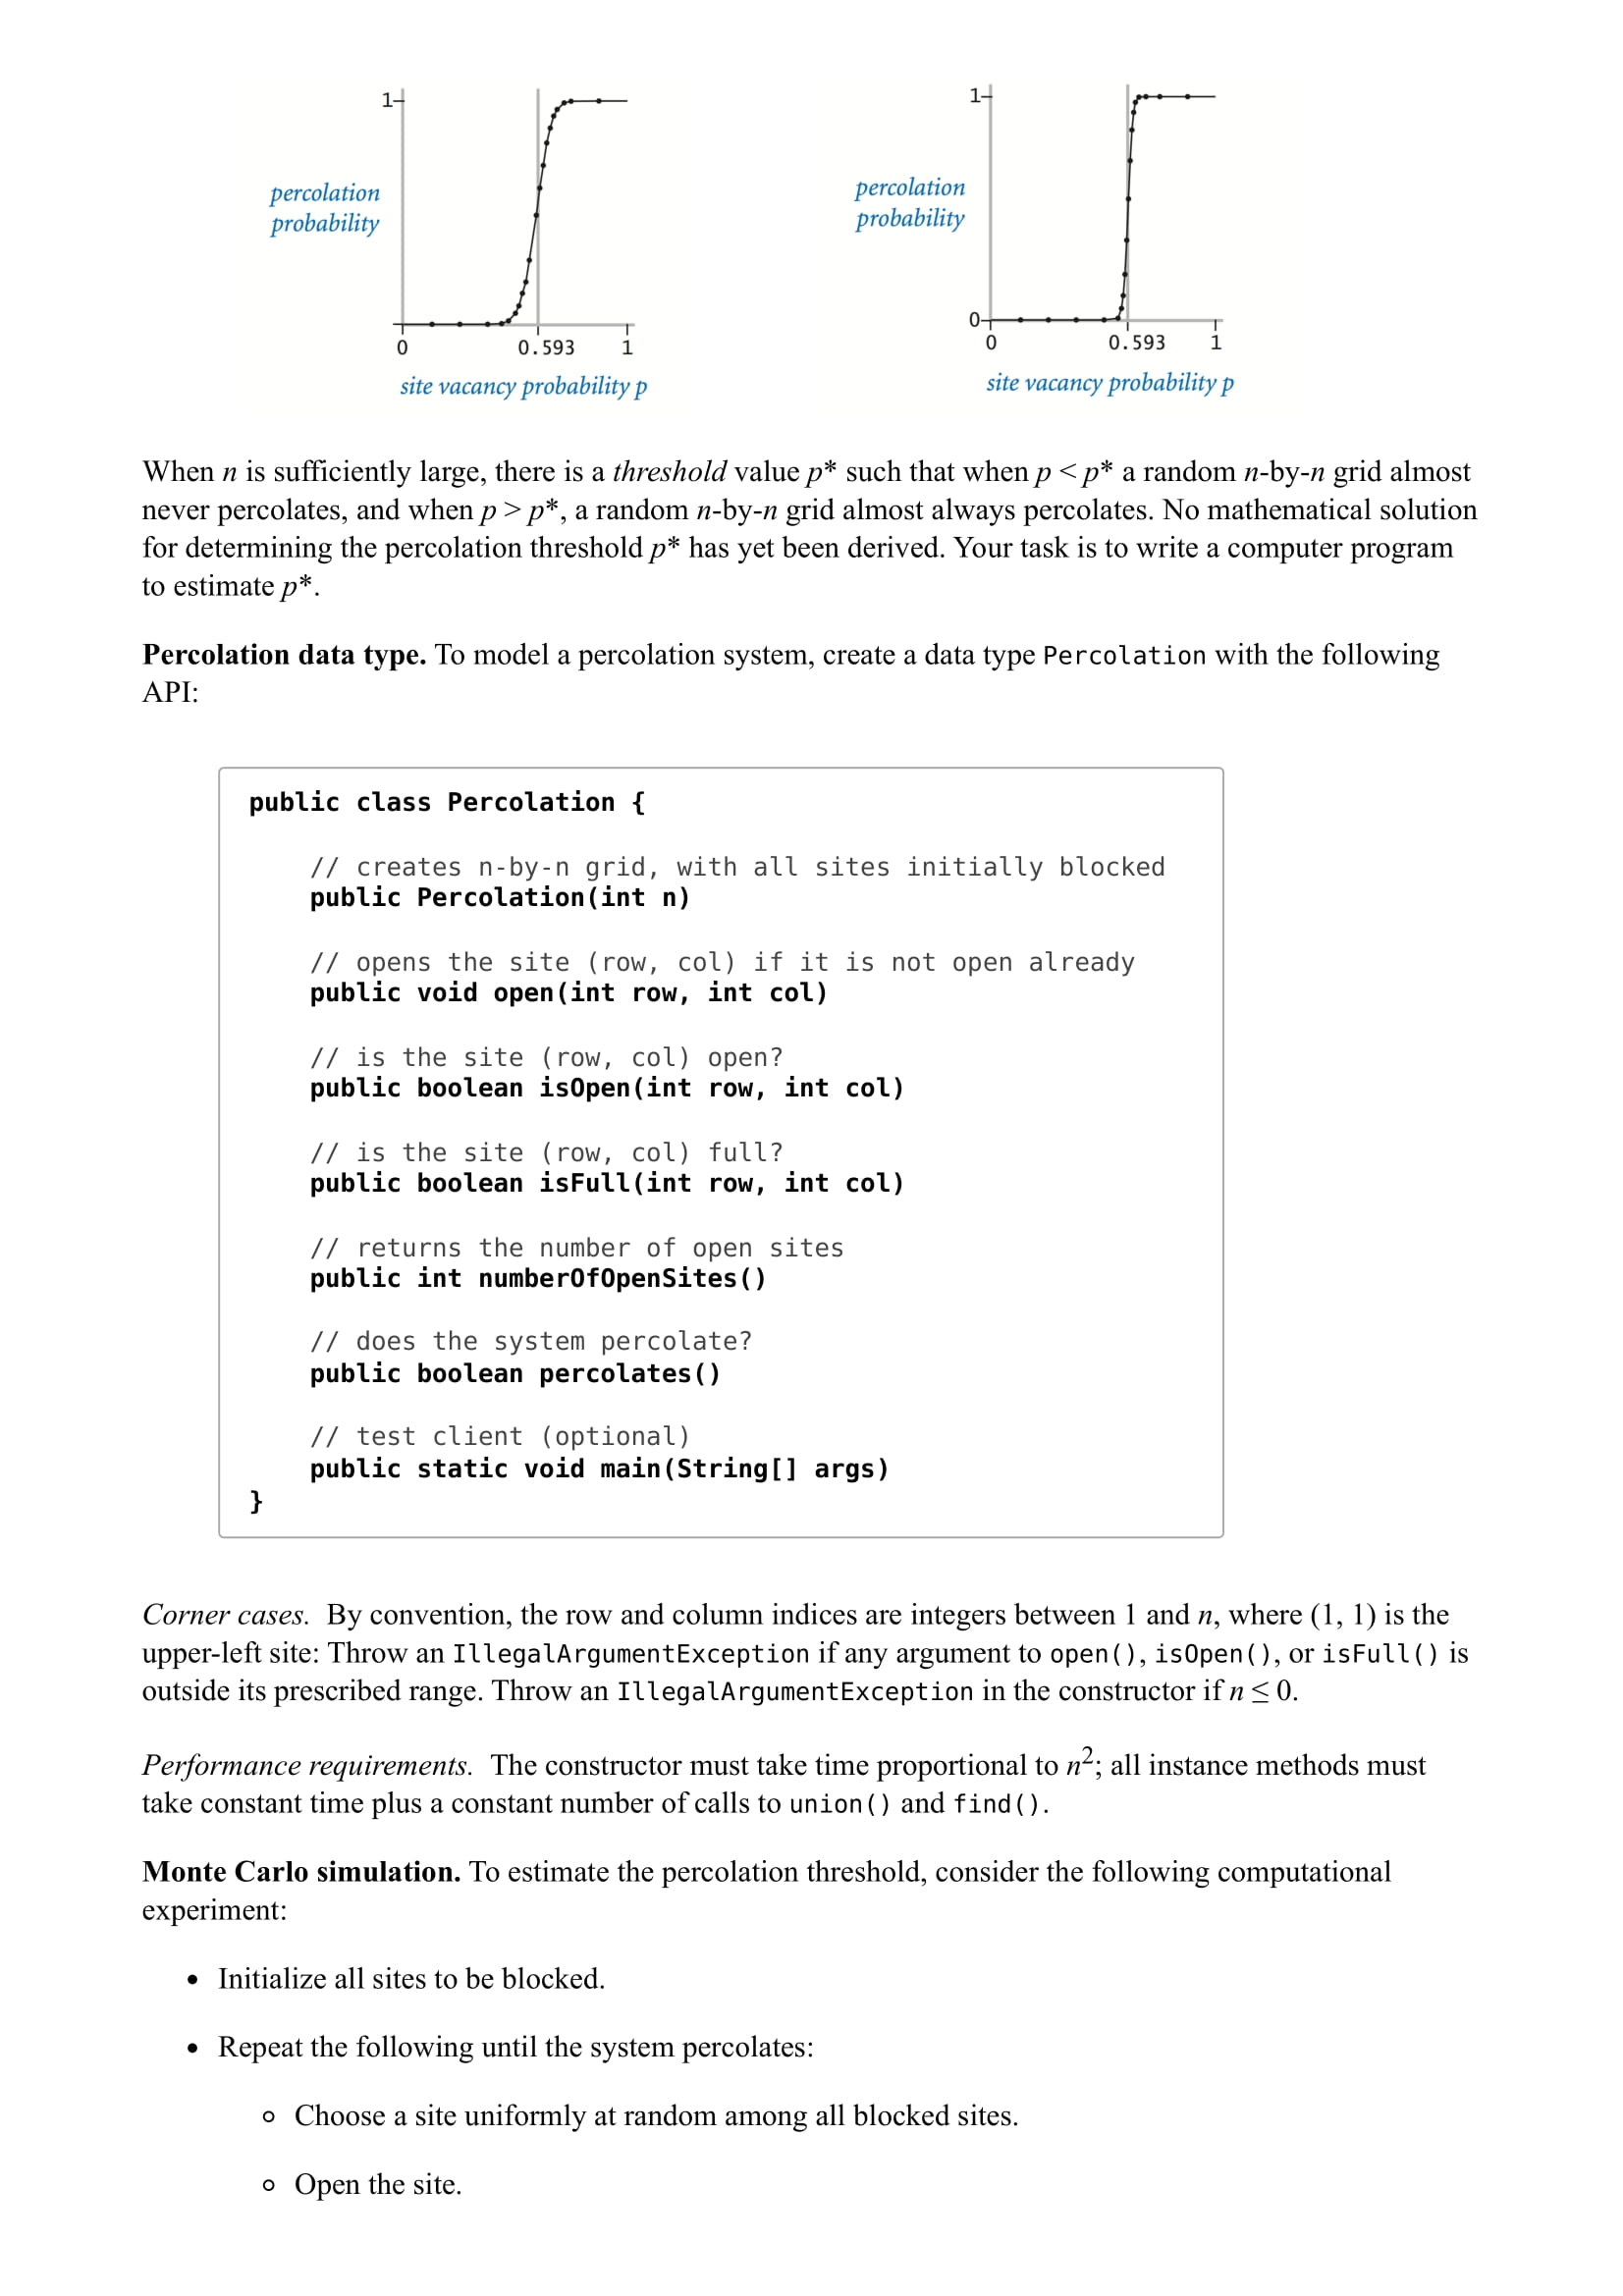 1
percolation
probability
0 0.593 1
site vacancy probability p
1
percolation
probability
0
0 0.593 1
site vacancy probability p
When n is sufficiently large, there is a threshold value p* such that when p < p* a random n-by-n grid almost
never percolates, and when p > p*, a random n-by-n grid almost always percolates. No mathematical solution
for determining the percolation threshold p* has yet been derived. Your task is to write a computer program
to estimate p*.
Percolation data type. To model a percolation system, create a data type Percolation with the following
API:
public class Percolation {
// creates n-by-n grid, with all sites initially blocked
public Percolation(int n)
// opens the site (row, col) if it is not open already
public void open(int row, int col)
// is the site (row, col) open?
public boolean isOpen(int row, int col)
// is the site (row, col) full?
public boolean isFull(int row, int col)
// returns the number of open sites
public int numberOfOpenSites()
// does the system percolate?
public boolean percolates()
// test client (optional)
public static void main(String[] args)
}
Corner cases. By convention, the row and column indices are integers between 1 and n, where (1, 1) is the
upper-left site: Throw an IllegalArgumentException if any argument to open(), isOpen(), or isFull() is
outside its prescribed range. Throw an IllegalArgumentException in the constructor if n ≤ 0.
Performance requirements. The constructor must take time proportional to n²; all instance methods must
take constant time plus a constant number of calls to union() and find().
Monte Carlo simulation. To estimate the percolation threshold, consider the following computational
experiment:
• Initialize all sites to be blocked.
• Repeat the following until the system percolates:
◦ Choose a site uniformly at random among all blocked sites.
◦ Open the site.